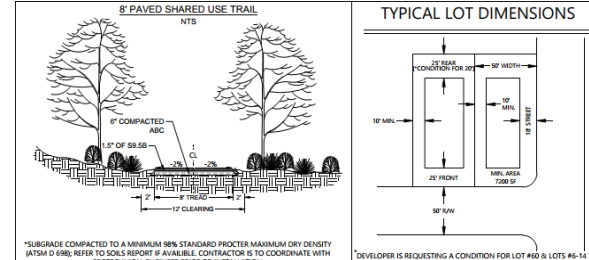 8' PAVED SHARED USE TRAIL
NTS
6" COMPACTED
ABC
1.5" OF S9.5B
CL
-2%
-2%
2'
8' TREAD
2'
12' CLEARING
*SUBGRADE COMPACTED TO A MINIMUM 98% STANDARD PROCTER MAXIMUM DRY DENSITY
(ATSM D 698); REFER TO SOILS REPORT IF AVAILIBLE. CONTRACTOR IS TO COORDINATE WITH
TYPICAL LOT DIMENSIONS
25' REAR
(*CONDITION FOR 20')
50' WIDTH
10' MIN.
10'
MIN.
18' STREET
25' FRONT
MIN. AREA
7200 SF
50' R/W
*DEVELOPER IS REQUESTING A CONDITION FOR LOT #60 & LOTS #6-14